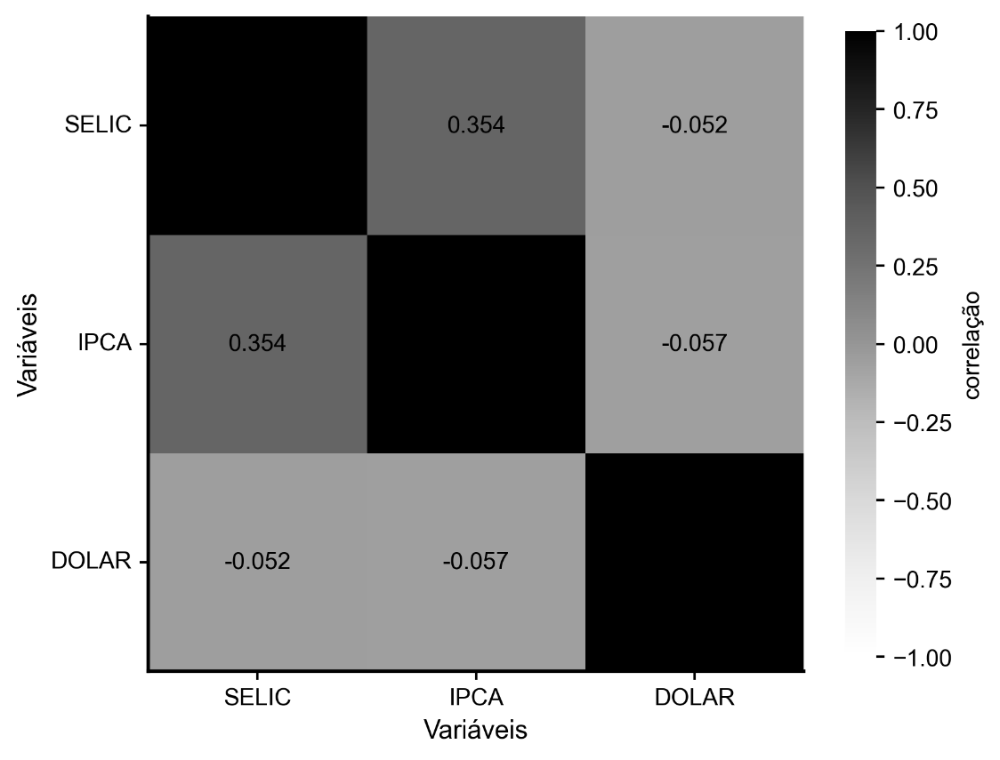 SELIC
0.354
-0.052
IPCA
0.354
-0.057
DOLAR
-0.052
-0.057
SELIC
IPCA
DOLAR
Variáveis
Variáveis
1.00
0.75
0.50
0.25
0.00
−0.25
−0.50
−0.75
−1.00
correlação